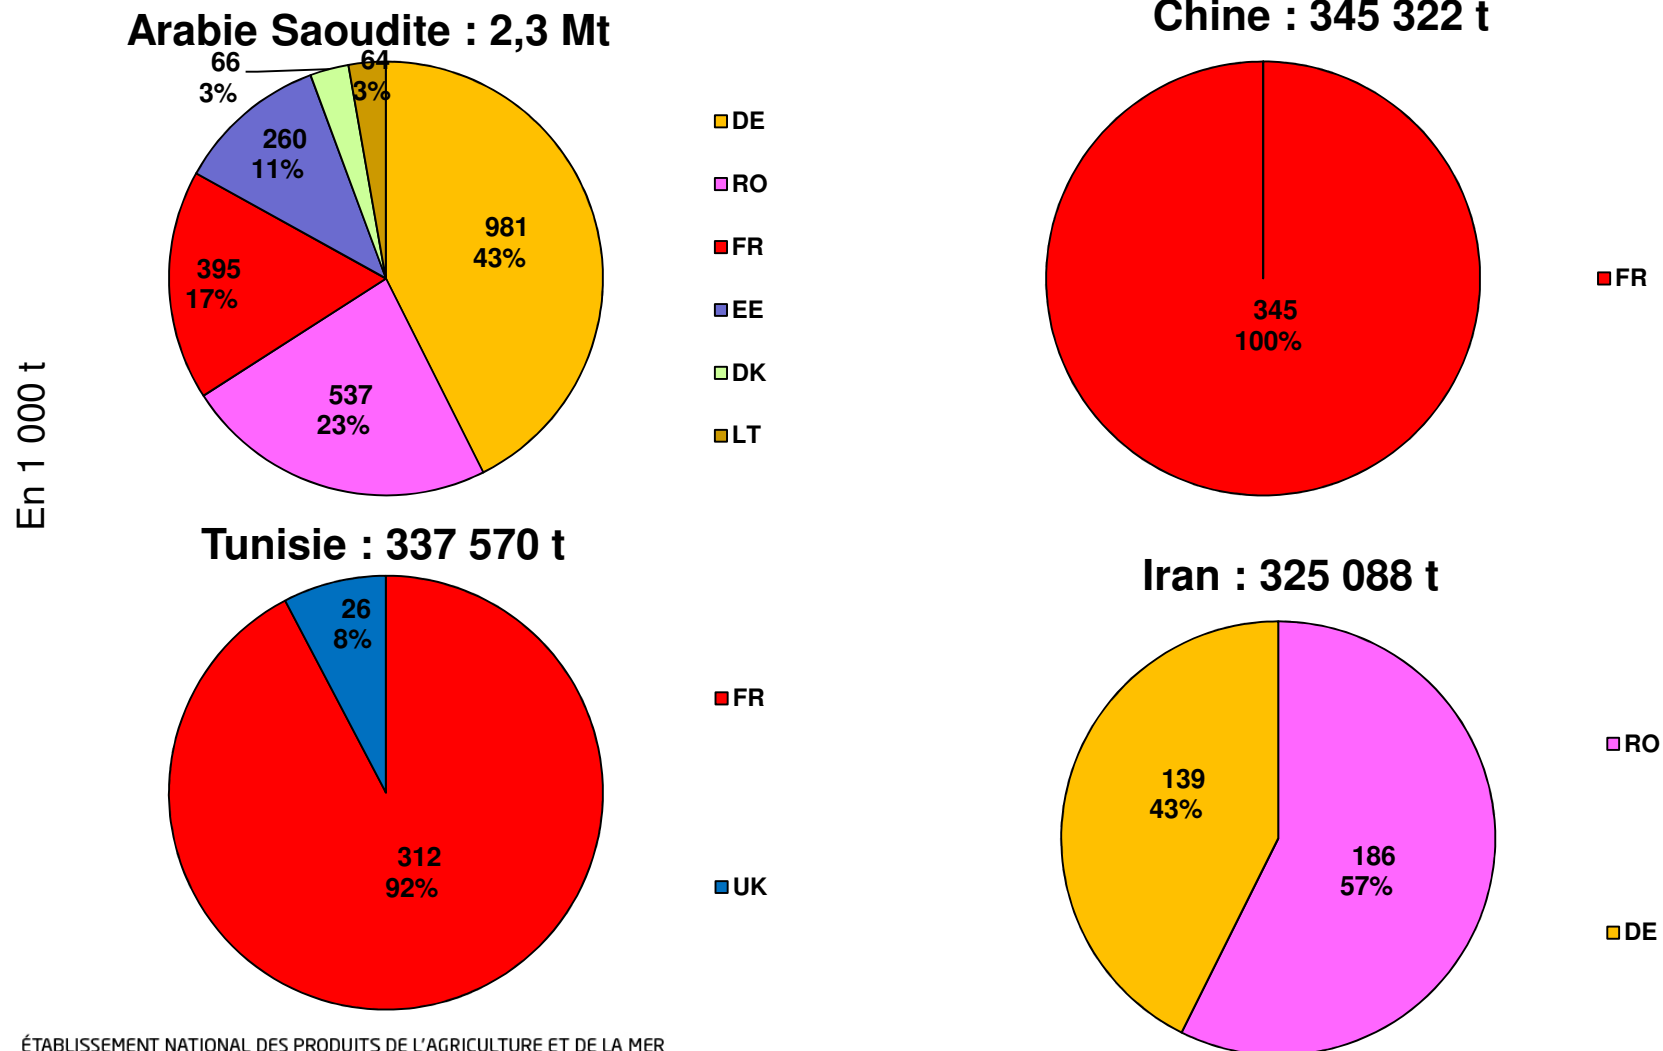 Arabie Saoudite : 2,3 Mt
66
3%
64
3%
260
11%
981
43%
395
17%
537
23%
DE
RO
FR
EE
DK
LT
Chine : 345 322 t
345
100%
FR
En 1 000 t
Tunisie : 337 570 t
26
8%
312
92%
FR
UK
Iran : 325 088 t
139
43%
186
57%
RO
DE
ÉTABLISSEMENT NATIONAL DES PRODUITS DE L'AGRICULTURE ET DE LA MER